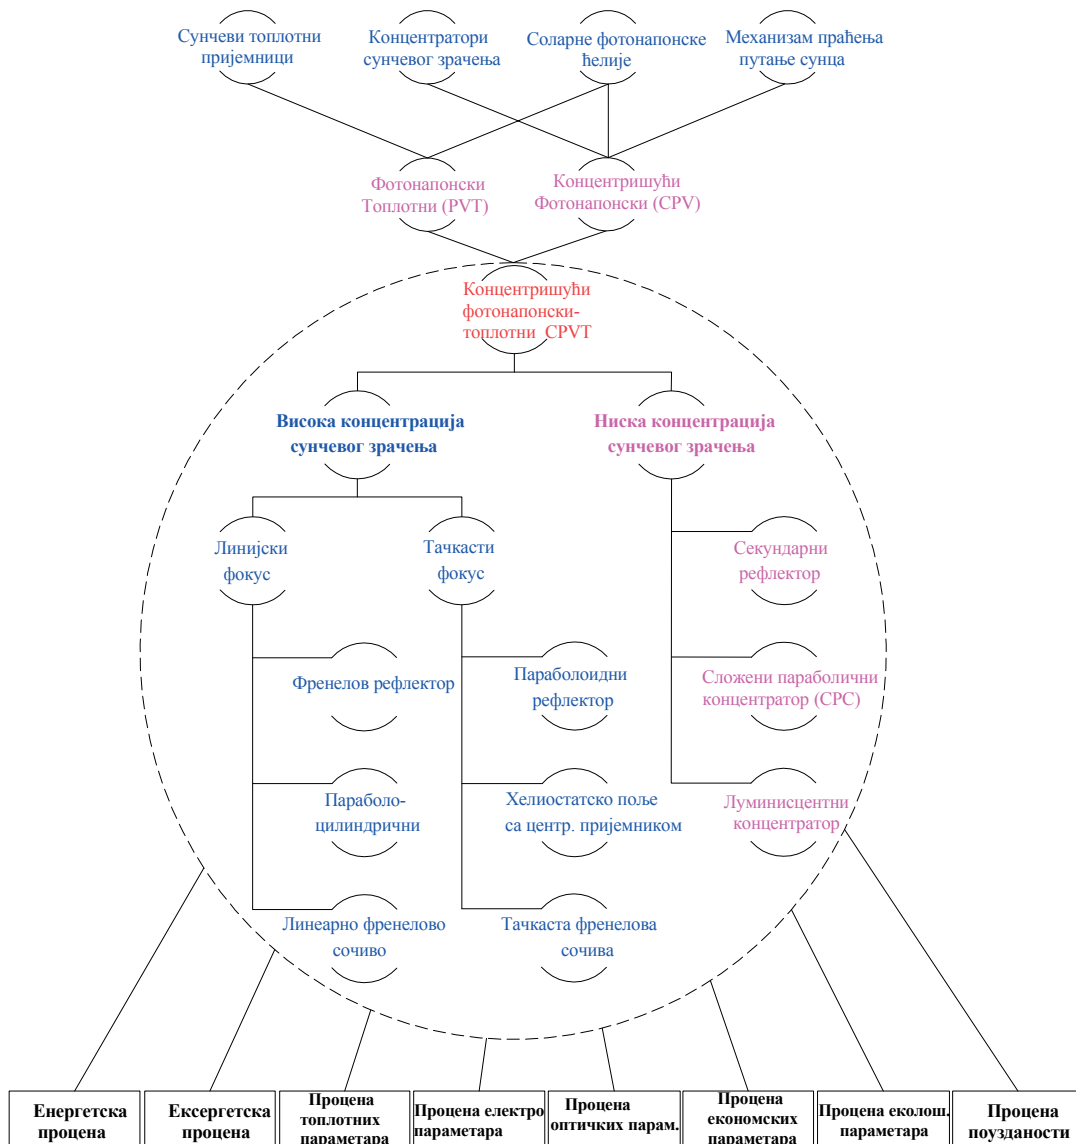 Сунчеви топлотни
пријемници
Концентратори
сунчевог зрачења
Соларне фотонапонске
ћелије
Механизам праћења
путање сунца
Фотонапонски
Топлотни (PVT)
Концентришући
Фотонапонски (CPV)
Концентришући
фотонапонски-
топлотни CPVT
Висока концентрација
сунчевог зрачења
Ниска концентрација
сунчевог зрачења
Линијски
фокус
Тачкасти
фокус
Секундарни
рефлектор
Френелов рефлектор
Параболоидни
рефлектор
Сложени параболични
концентратор (CPC)
Параболо-
цилиндрични
Хелиостатско поље
са центр. пријемником
Луминисцентни
концентратор
Линеарно френелово
сочиво
Тачкаста френелова
сочива
Енергетска
процена
Ексергетска
процена
Процена
топлотних
параметара
Процена електро
параметара
Процена
оптичких парам.
Процена
економских
параметара
Процена еколош.
параметара
Процена
поузданости